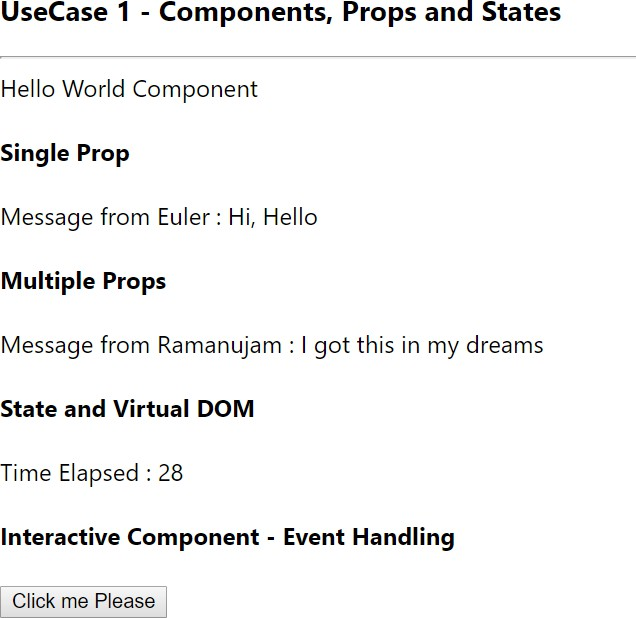 UseCase 1 - Components, Props and States
Hello World Component
Single Prop
Message from Euler : Hi, Hello
Multiple Props
Message from Ramanujam : I got this in my dreams
State and Virtual DOM
Time Elapsed : 28
Interactive Component - Event Handling
Click me Please